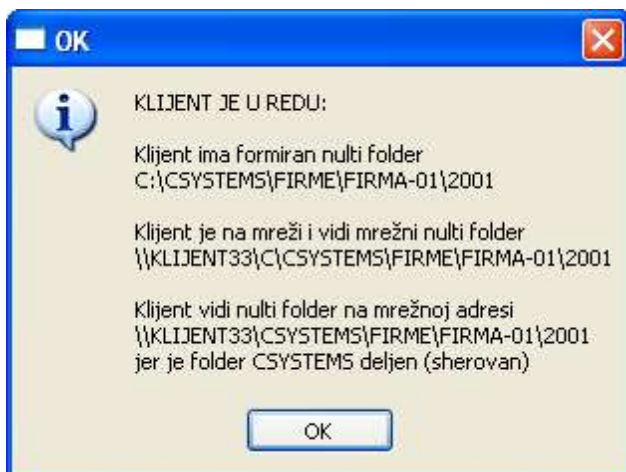 OK
KLIJENT JE U REDU:
Klijent ima formiran nulti folder
C:\CSYSTEMS\FIRME\FIRMA-01\2001
Klijent je na mreži i vidi mrežni nulti folder
\\KLIJENT33\C\CSYSTEMS\FIRME\FIRMA-01\2001
Klijent vidi nulti folder na mrežnoj adresi
\\KLIJENT33\CSYSTEMS\FIRME\FIRMA-01\2001
jer je folder CSYSTEMS deljen (sherovan)
OK